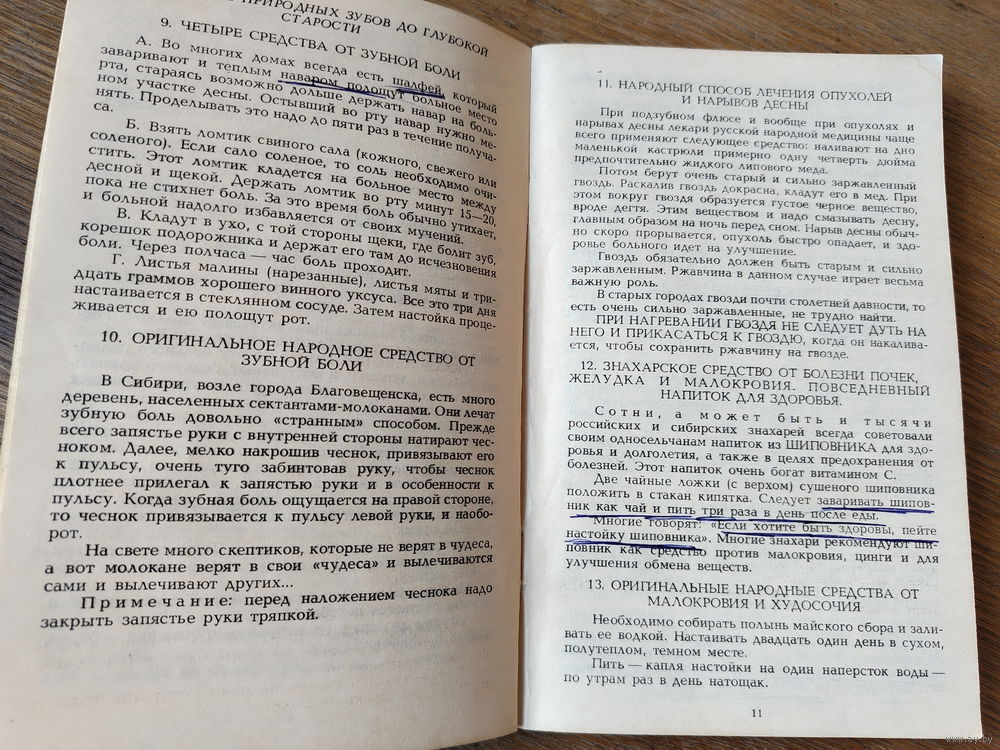 ПРИРОДНЫХ ЗУБОВ ДО ГЛУБОКОЙ
СТАРОСТИ
9. ЧЕТЫРЕ СРЕДСТВА ОТ ЗУБНОЙ БОЛИ
А. Во многих домах всегда есть шалфей, который
заваривают и теплым наваром полощут больное место
рта, стараясь возможно дольше держать навар на боль-
ном участке десны. Остывший во рту навар нужно ме-
нять. Проделывать это надо до пяти раз в течение получа-
са.
Б. Взять ломтик свиного сала (кожного, свежего или
соленого). Если сало соленое, то соль необходимо очи-
стить. Этот ломтик кладется на больное место между
десной и щекой. Держать ломтик во рту минут 15—20,
пока не стихнет боль. За это время боль обычно утихает,
и больной надолго избавляется от своих мучений.
В. Кладут в ухо, с той стороны щеки, где болит зуб,
корешок подорожника и держат его там до исчезновения
боли. Через полчаса — час боль проходит.
Г. Листья малины (нарезанные), листья мяты и три-
дцать граммов хорошего винного уксуса. Все это три дня
настаивается в стеклянном сосуде. Затем настойка проце-
живается и ею полощут рот.
10. ОРИГИНАЛЬНОЕ НАРОДНОЕ СРЕДСТВО ОТ
ЗУБНОЙ БОЛИ
В Сибири, возле города Благовещенска, есть много
деревень, населенных сектантами-молоканами. Они лечат
зубную боль довольно «странным» способом. Прежде
всего запястье руки с внутренней стороны натирают чес-
ноком. Далее, мелко накрошив чеснок, привязывают его
к пульсу, очень туго забинтовав руку, чтобы чеснок
плотнее прилегал к запястью руки и в особенности к
пульсу. Когда зубная боль ощущается на правой стороне,
то чеснок привязывается к пульсу левой руки, и наобо-
рот.
На свете много скептиков, которые не верят в чудеса,
а вот молокане верят в свои «чудеса» и вылечиваются
сами и вылечивают других...
Примечание: перед наложением чеснока надо
закрыть запястье руки тряпкой.
11. НАРОДНЫЙ СПОСОБ ЛЕЧЕНИЯ ОПУХОЛЕЙ
И НАРЫВОВ ДЕСНЫ
При подзубном флюсе и вообще при опухолях и
нарывах десны лекари русской народной медицины чаще
всего применяют следующее средство: наливают на дно
маленькой кастрюли примерно одну четверть дюйма
предпочтительно жидкого липового меда.
Потом берут очень старый и сильно заржавленный
гвоздь. Раскалив гвоздь докрасна, кладут его в мед. При
этом вокруг гвоздя образуется густое черное вещество,
вроде дегтя. Этим веществом и надо смазывать десну,
главным образом на ночь перед сном. Нарыв десны обыч-
но скоро прорывается, опухоль быстро опадает, и здо-
ровье больного идет на улучшение.
Гвоздь обязательно должен быть старым и сильно
заржавленным. Ржавчина в данном случае играет весьма
важную роль.
В старых городах гвозди почти столетней давности, то
есть очень сильно заржавленные, не трудно найти.
ПРИ НАГРЕВАНИИ ГВОЗДЯ НЕ СЛЕДУЕТ ДУТЬ НА
НЕГО И ПРИКАСАТЬСЯ К ГВОЗДЮ, когда он накалива-
ется, чтобы сохранить ржавчину на гвозде.
12. ЗНАХАРСКОЕ СРЕДСТВО ОТ БОЛЕЗНИ ПОЧЕК,
ЖЕЛУДКА И МАЛОКРОВИЯ. ПОВСЕДНЕВНЫЙ
НАПИТОК ДЛЯ ЗДОРОВЬЯ.
Сотни, а может быть и тысячи
российских и сибирских знахарей всегда советовали
своим односельчанам напиток из ШИПОВНИКА для здо-
ровья и долголетия, а также в целях предохранения от
болезней. Этот напиток очень богат витамином С.
Две чайные ложки (с верхом) сушеного шиповника
положить в стакан кипятка. Следует заваривать шипов-
ник как чай и пить три раза в день после еды.
Многие говорят: «Если хотите быть здоровы, пейте
настойку шиповника». Многие знахари рекомендуют ши-
повник как средство против малокровия, цинги и для
улучшения обмена веществ.
13. ОРИГИНАЛЬНЫЕ НАРОДНЫЕ СРЕДСТВА ОТ
МАЛОКРОВИЯ И ХУДОСОЧИЯ
Необходимо собирать полынь майского сбора и зали-
вать ее водкой. Настаивать двадцать один день в сухом,
полутеплом, темном месте.
Пить — капля настойки на один наперсток воды —
по утрам раз в день натощак.
11
www.ay.by